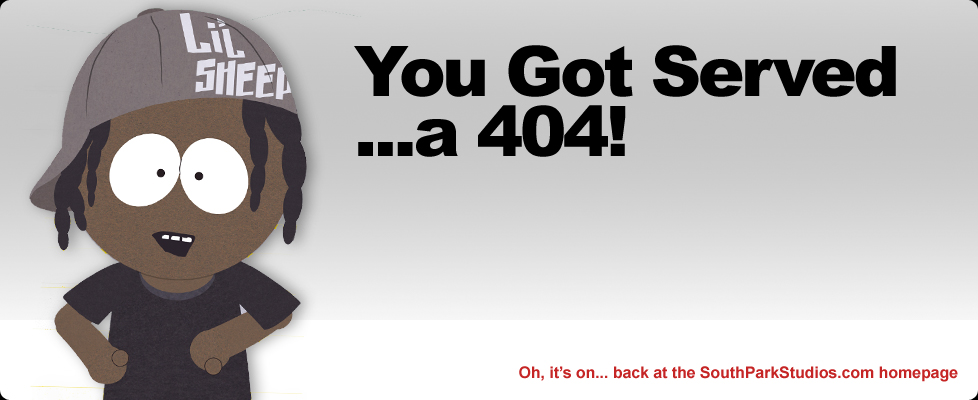 LIL
SHEEP
You Got Served
...a 404!
Oh, it's on... back at the SouthParkStudios.com homepage